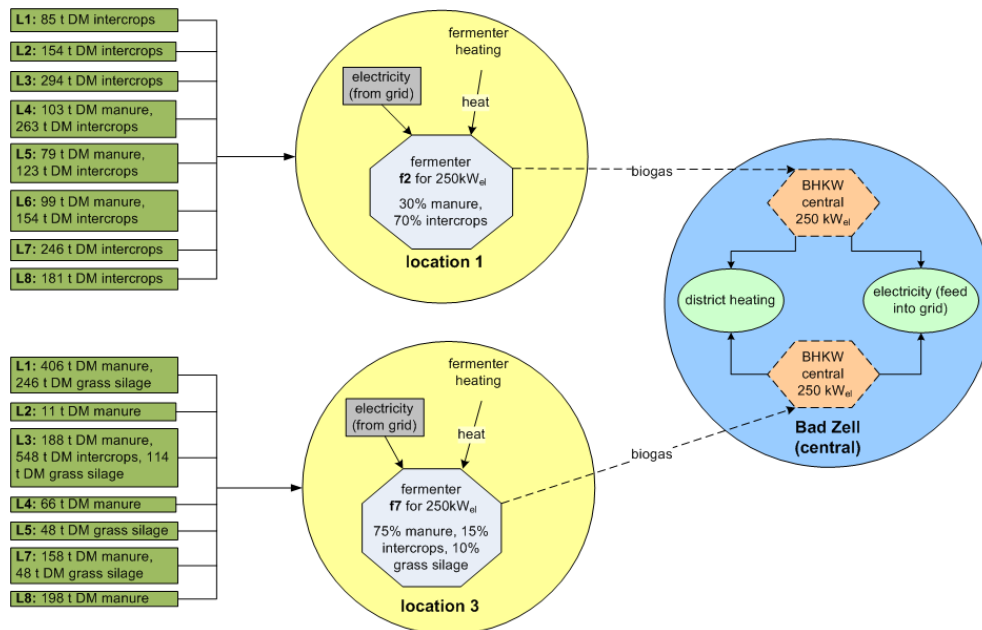 L1: 85 t DM intercrops
L2: 154 t DM intercrops
L3: 294 t DM intercrops
L4: 103 t DM manure,
263 t DM intercrops
L5: 79 t DM manure,
123 t DM intercrops
L6: 99 t DM manure,
154 t DM intercrops
L7: 246 t DM intercrops
L8: 181 t DM intercrops
fermenter
heating
electricity
(from grid)
heat
fermenter
f2 for 250kWel
30% manure,
70% intercrops
location 1
biogas
L1: 406 t DM manure,
246 t DM grass silage
L2: 11 t DM manure
L3: 188 t DM manure,
548 t DM intercrops, 114
t DM grass silage
L4: 66 t DM manure
L5: 48 t DM grass silage
L7: 158 t DM manure,
48 t DM grass silage
L8: 198 t DM manure
fermenter
heating
electricity
(from grid)
heat
fermenter
f7 for 250kWel
75% manure, 15%
intercrops, 10%
grass silage
location 3
biogas
BHKW
central
250 kWel
district heating
electricity (feed
into grid)
BHKW
central
250 kWel
Bad Zell
(central)